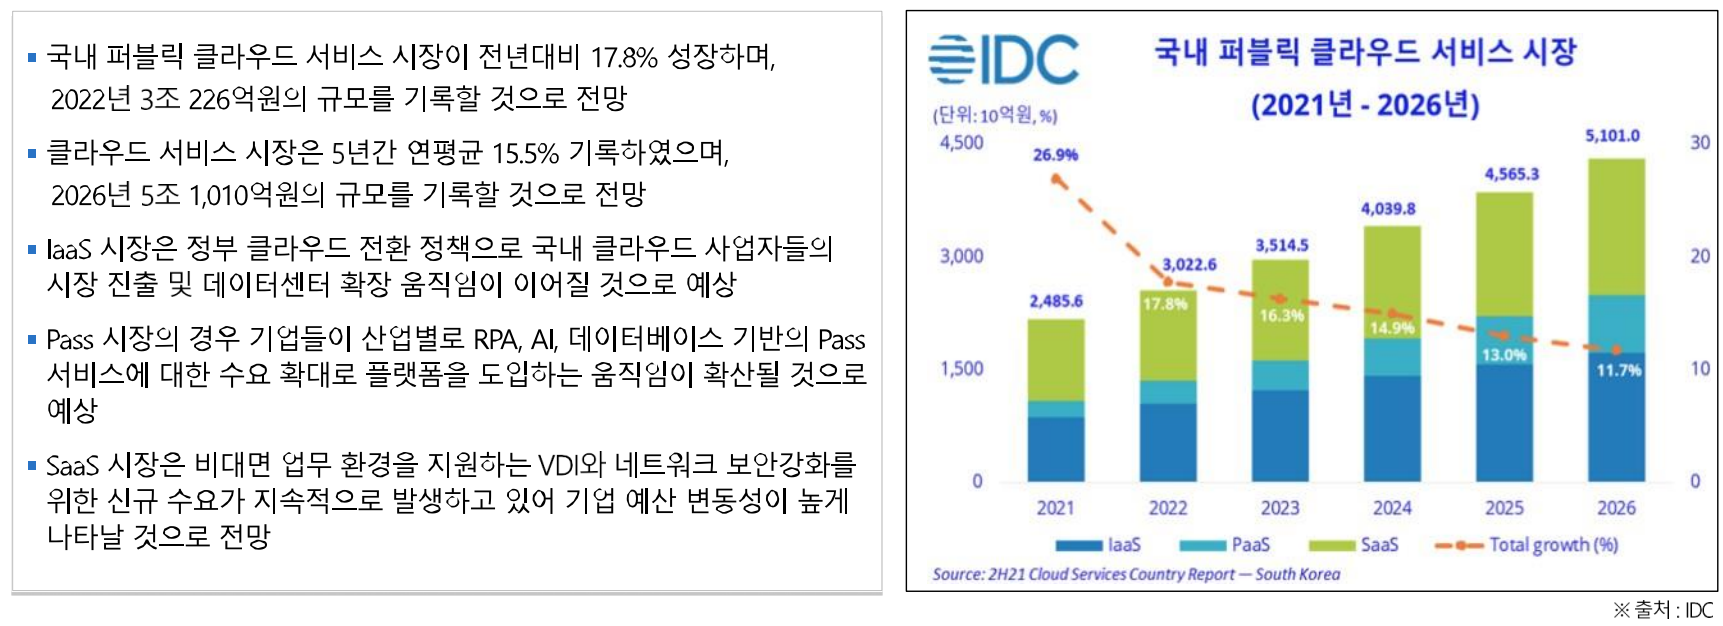 ▪ 국내 퍼블릭 클라우드 서비스 시장이 전년대비 17.8% 성장하며,
2022년 3조 226억원의 규모를 기록할 것으로 전망
▪ 클라우드 서비스 시장은 5년간 연평균 15.5% 기록하였으며,
2026년 5조 1,010억원의 규모를 기록할 것으로 전망
▪ IaaS 시장은 정부 클라우드 전환 정책으로 국내 클라우드 사업자들의
시장 진출 및 데이터센터 확장 움직임이 이어질 것으로 예상
▪ Pass 시장의 경우 기업들이 산업별로 RPA, AI, 데이터베이스 기반의 Pass
서비스에 대한 수요 확대로 플랫폼을 도입하는 움직임이 확산될 것으로
예상
▪ SaaS 시장은 비대면 업무 환경을 지원하는 VDI와 네트워크 보안강화를
위한 신규 수요가 지속적으로 발생하고 있어 기업 예산 변동성이 높게
나타날 것으로 전망
IDC
국내 퍼블릭 클라우드 서비스 시장
(2021년 - 2026년)
(단위: 10억원, %)
4,500
3,000
1,500
0
30
20
10
0
26.9%
17.8%
16.3%
14.9%
13.0%
11.7%
2,485.6
3,022.6
3,514.5
4,039.8
4,565.3
5,101.0
2021 2022 2023 2024 2025 2026
IaaS PaaS SaaS Total growth (%)
Source: 2H21 Cloud Services Country Report — South Korea
※ 출처 : IDC